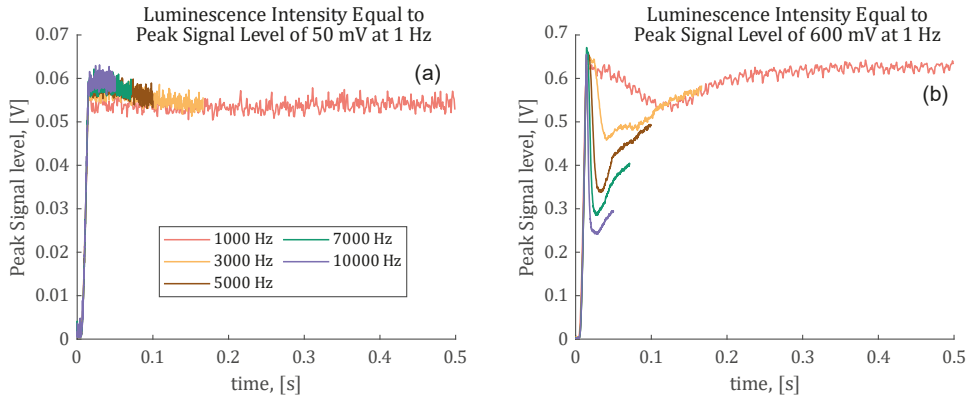 Luminescence Intensity Equal to
Peak Signal Level of 50 mV at 1 Hz
(a)
Peak Signal level, [V]
0.07
0.06
0.05
0.04
0.03
0.02
0.01
0
0 0.1 0.2 0.3 0.4 0.5
time, [s]
1000 Hz
3000 Hz
5000 Hz
7000 Hz
10000 Hz
Luminescence Intensity Equal to
Peak Signal Level of 600 mV at 1 Hz
(b)
Peak Signal level, [V]
0.7
0.6
0.5
0.4
0.3
0.2
0.1
0
0 0.1 0.2 0.3 0.4 0.5
time, [s]